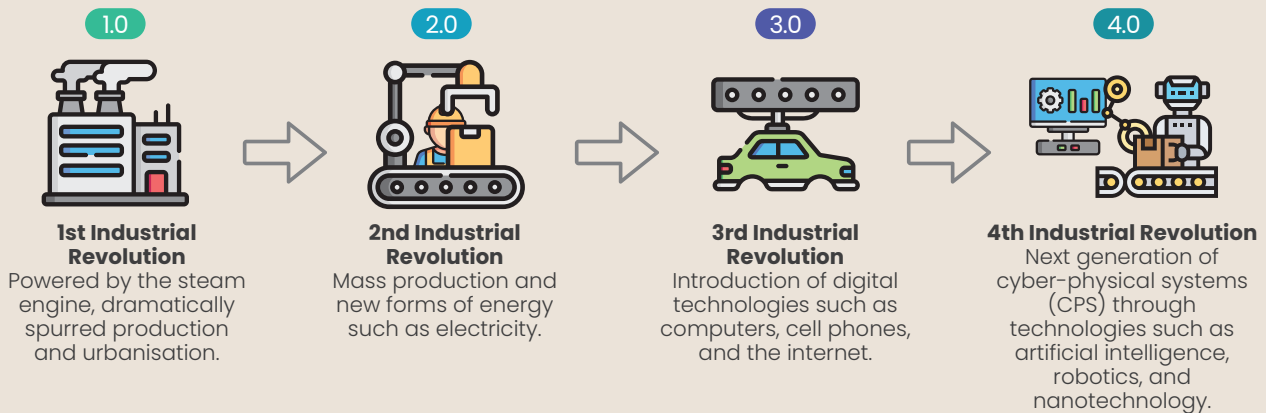 1.0
1st Industrial
Revolution
Powered by the steam
engine, dramatically
spurred production
and urbanisation.
2.0
2nd Industrial
Revolution
Mass production and
new forms of energy
such as electricity.
3.0
3rd Industrial
Revolution
Introduction of digital
technologies such as
computers, cell phones,
and the internet.
4.0
4th Industrial Revolution
Next generation of
cyber-physical systems
(CPS) through
technologies such as
artificial intelligence,
robotics, and
nanotechnology.